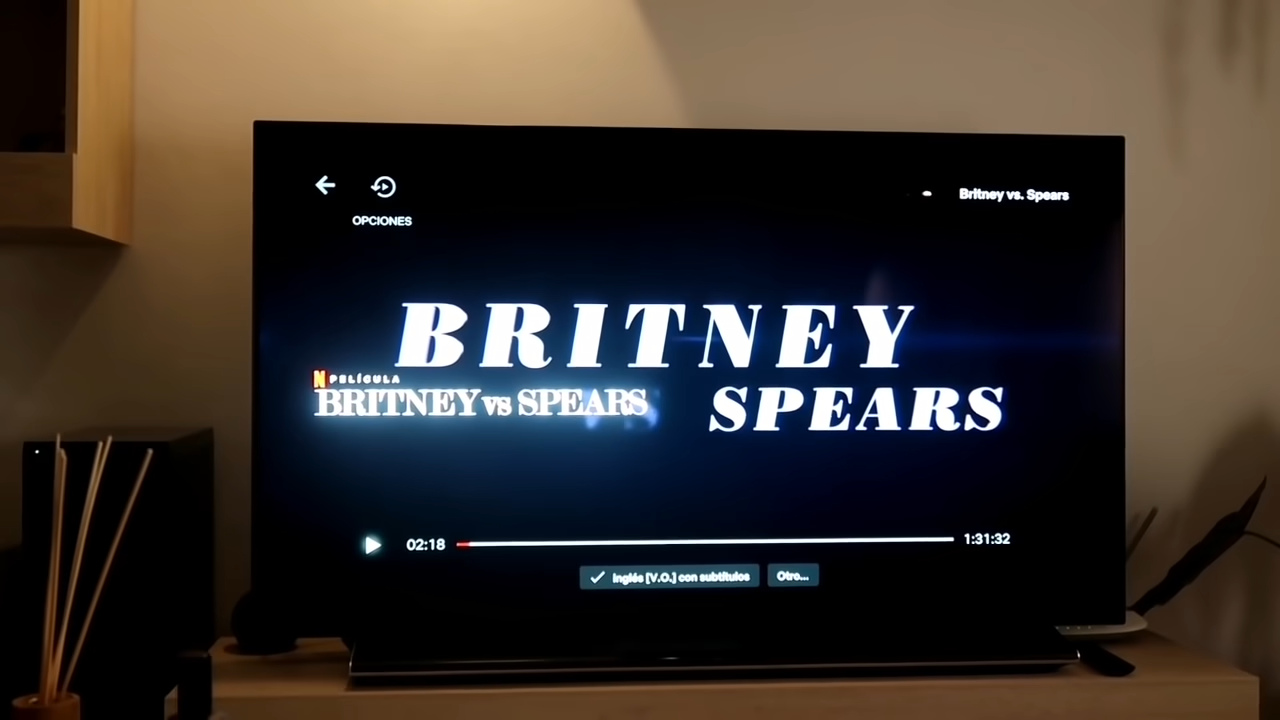 OPCIONES
Britney vs. Spears
BRITNEY
SPEARS
N PELÍCULA
BRITNEY vs SPEARS
02:18
1:31:32
Inglés [V.O.] con subtítulos
Otro...